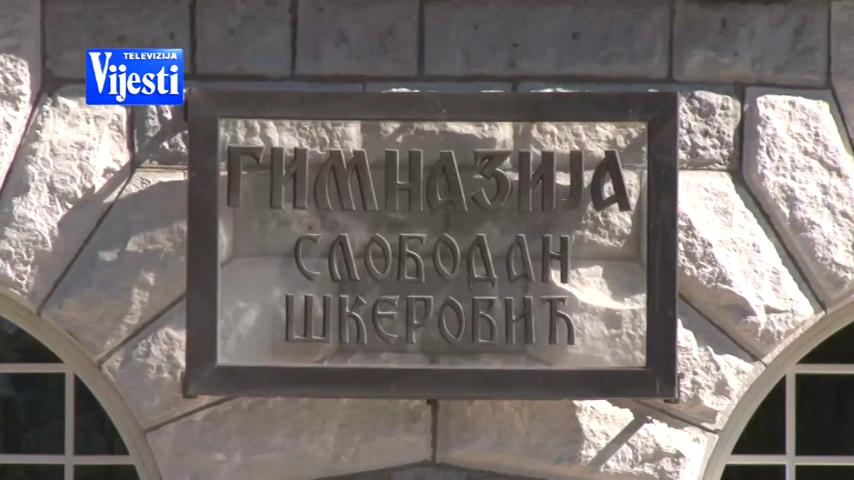 TELEVIZIJA
Vijesti
ГИМНАЗИЈА
СЛОБОДАН
ШКЕРОВИЋ